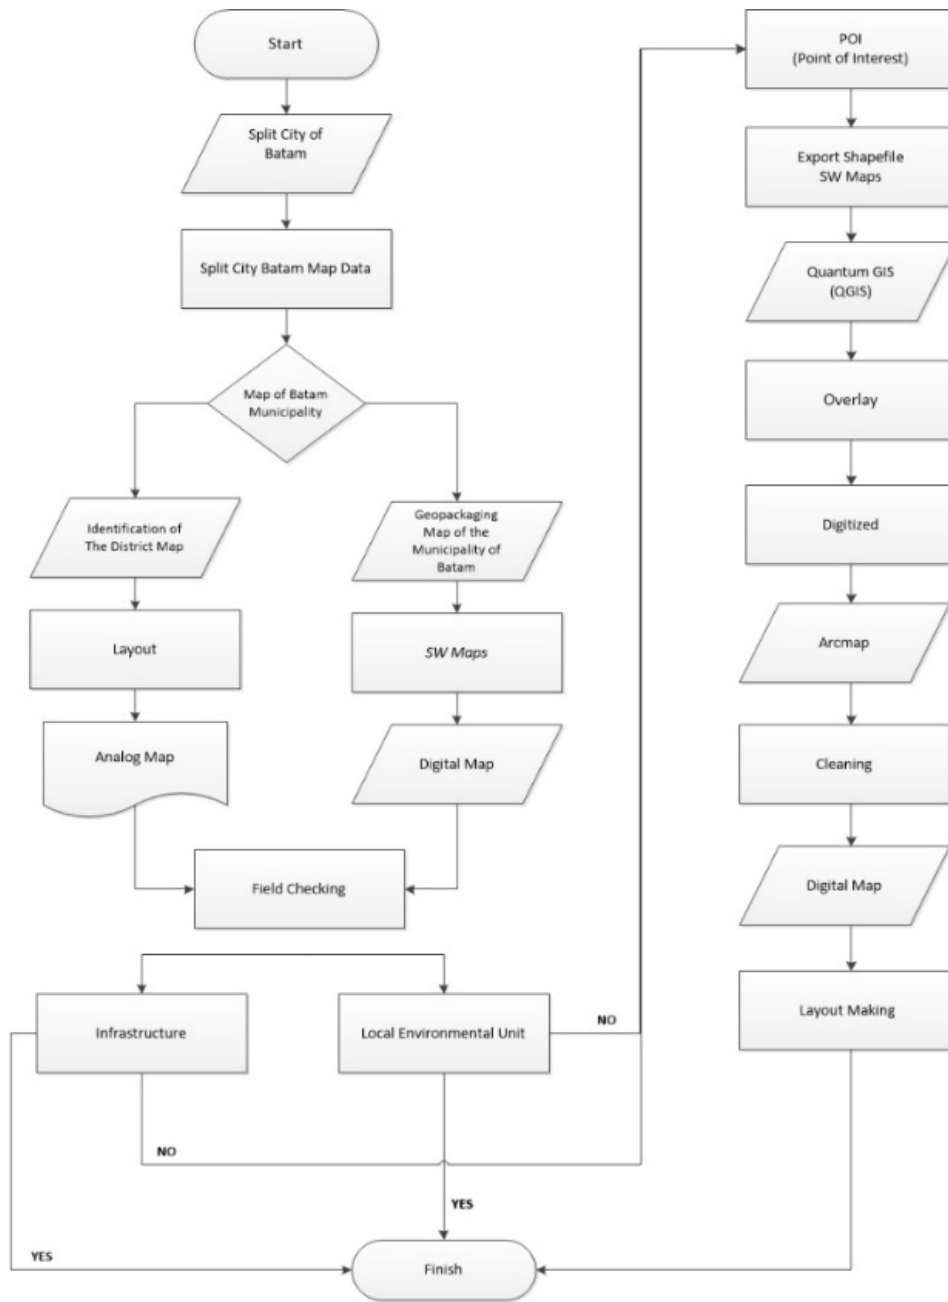 Start
Split City of
Batam
Split City Batam Map Data
Map of Batam
Municipality
Identification of
The District Map
Layout
Analog Map
Geopackaging
Map of the
Municipality of
Batam
SW Maps
Digital Map
Field Checking
Infrastructure
Local Environmental Unit
NO
NO
YES
YES
Finish
POI
(Point of Interest)
Export Shapefile
SW Maps
Quantum GIS
(QGIS)
Overlay
Digitized
Arcmap
Cleaning
Digital Map
Layout Making